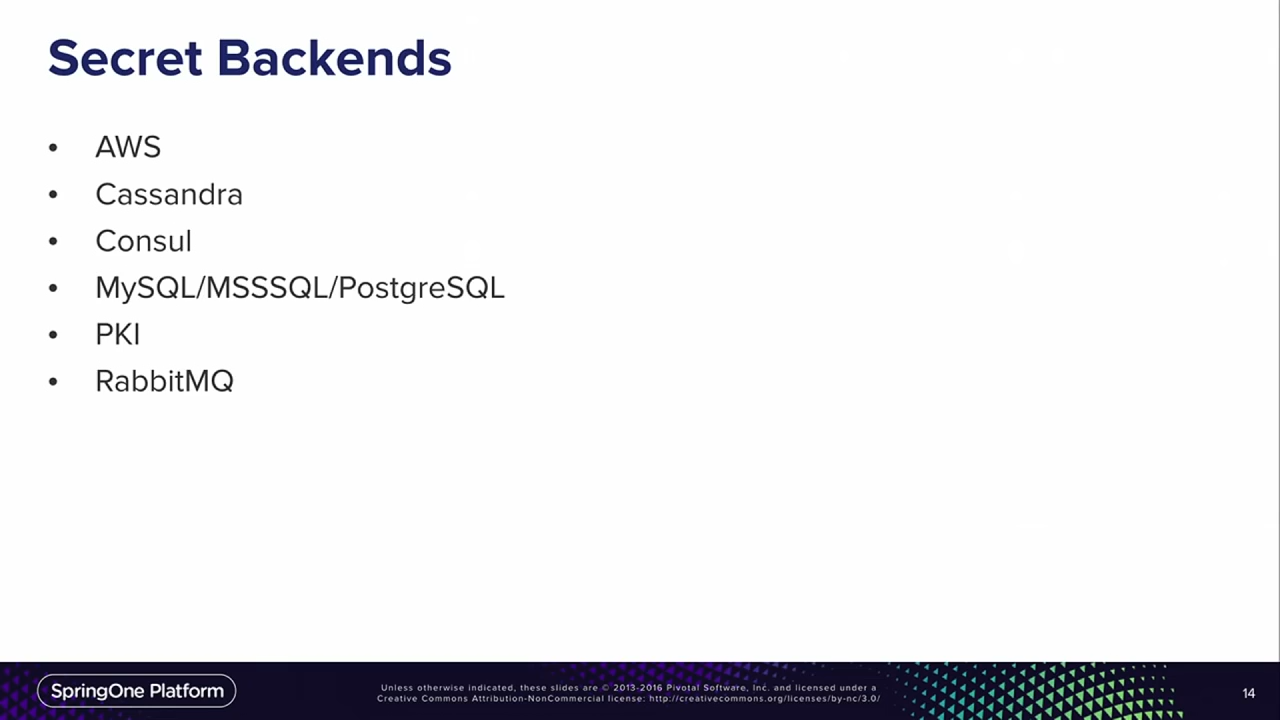 Secret Backends
• AWS
• Cassandra
• Consul
• MySQL/MSSSQL/PostgreSQL
• PKI
• RabbitMQ
SpringOne Platform
Unless otherwise indicated, these slides are © 2013-2016 Pivotal Software, Inc. and licensed under a
Creative Commons Attribution-NonCommercial license: http://creativecommons.org/licenses/by-nc/3.0/
14